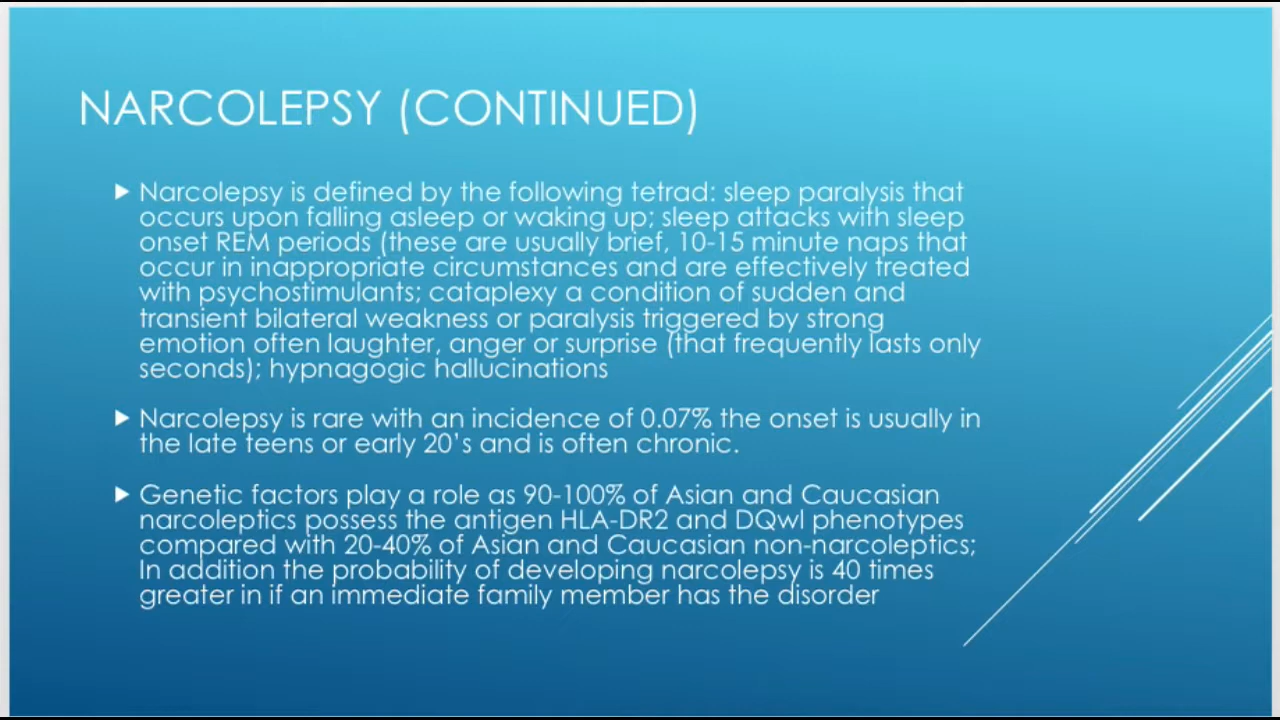 NARCOLEPSY (CONTINUED)
Narcolepsy is defined by the following tetrad: sleep paralysis that
occurs upon falling asleep or waking up; sleep attacks with sleep
onset REM periods (these are usually brief, 10-15 minute naps that
occur in inappropriate circumstances and are effectively treated
with psychostimulants; cataplexy a condition of sudden and
transient bilateral weakness or paralysis triggered by strong
emotion often laughter, anger or surprise (that frequently lasts only
seconds); hypnagogic hallucinations
Narcolepsy is rare with an incidence of 0.07% the onset is usually in
the late teens or early 20's and is often chronic.
Genetic factors play a role as 90-100% of Asian and Caucasian
narcoleptics possess the antigen HLA-DR2 and DQwl phenotypes
compared with 20-40% of Asian and Caucasian non-narcoleptics;
In addition the probability of developing narcolepsy is 40 times
greater in if an immediate family member has the disorder